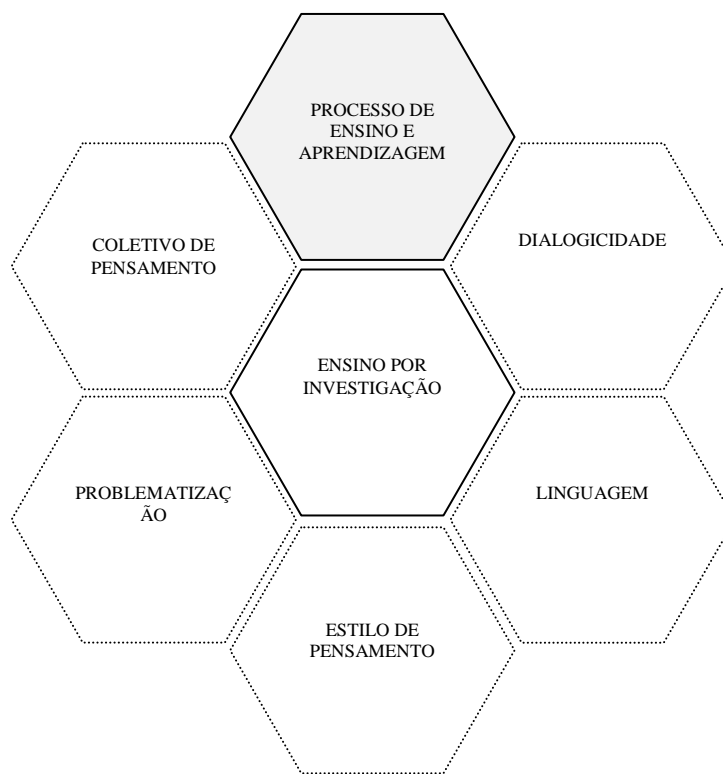 PROCESSO DE
ENSINO E
APRENDIZAGEM
COLETIVO DE
PENSAMENTO
DIALOGICIDADE
ENSINO POR
INVESTIGAÇÃO
PROBLEMATIZAÇ
ÃO
LINGUAGEM
ESTILO DE
PENSAMENTO